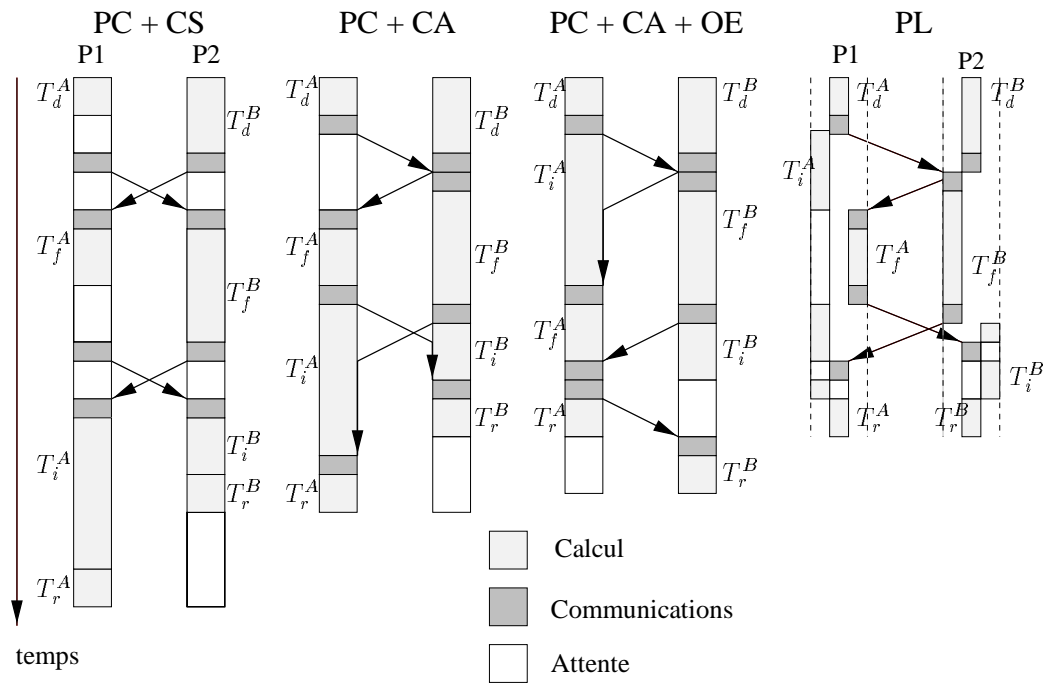 PC + CS
PC + CA
PC + CA + OE
PL
P1
P2
P1
P2
T_d^A
T_d^B
T_f^A
T_f^B
T_i^A
T_i^B
T_r^B
T_r^A
T_d^A
T_d^B
T_f^A
T_f^B
T_i^A
T_i^B
T_r^B
T_r^A
T_d^A
T_d^B
T_i^A
T_f^B
T_f^A
T_i^B
T_r^A
T_r^B
T_d^A
T_d^B
T_i^A
T_f^A
T_f^B
T_i^B
T_r^A
T_r^B
Calcul
Communications
Attente
temps